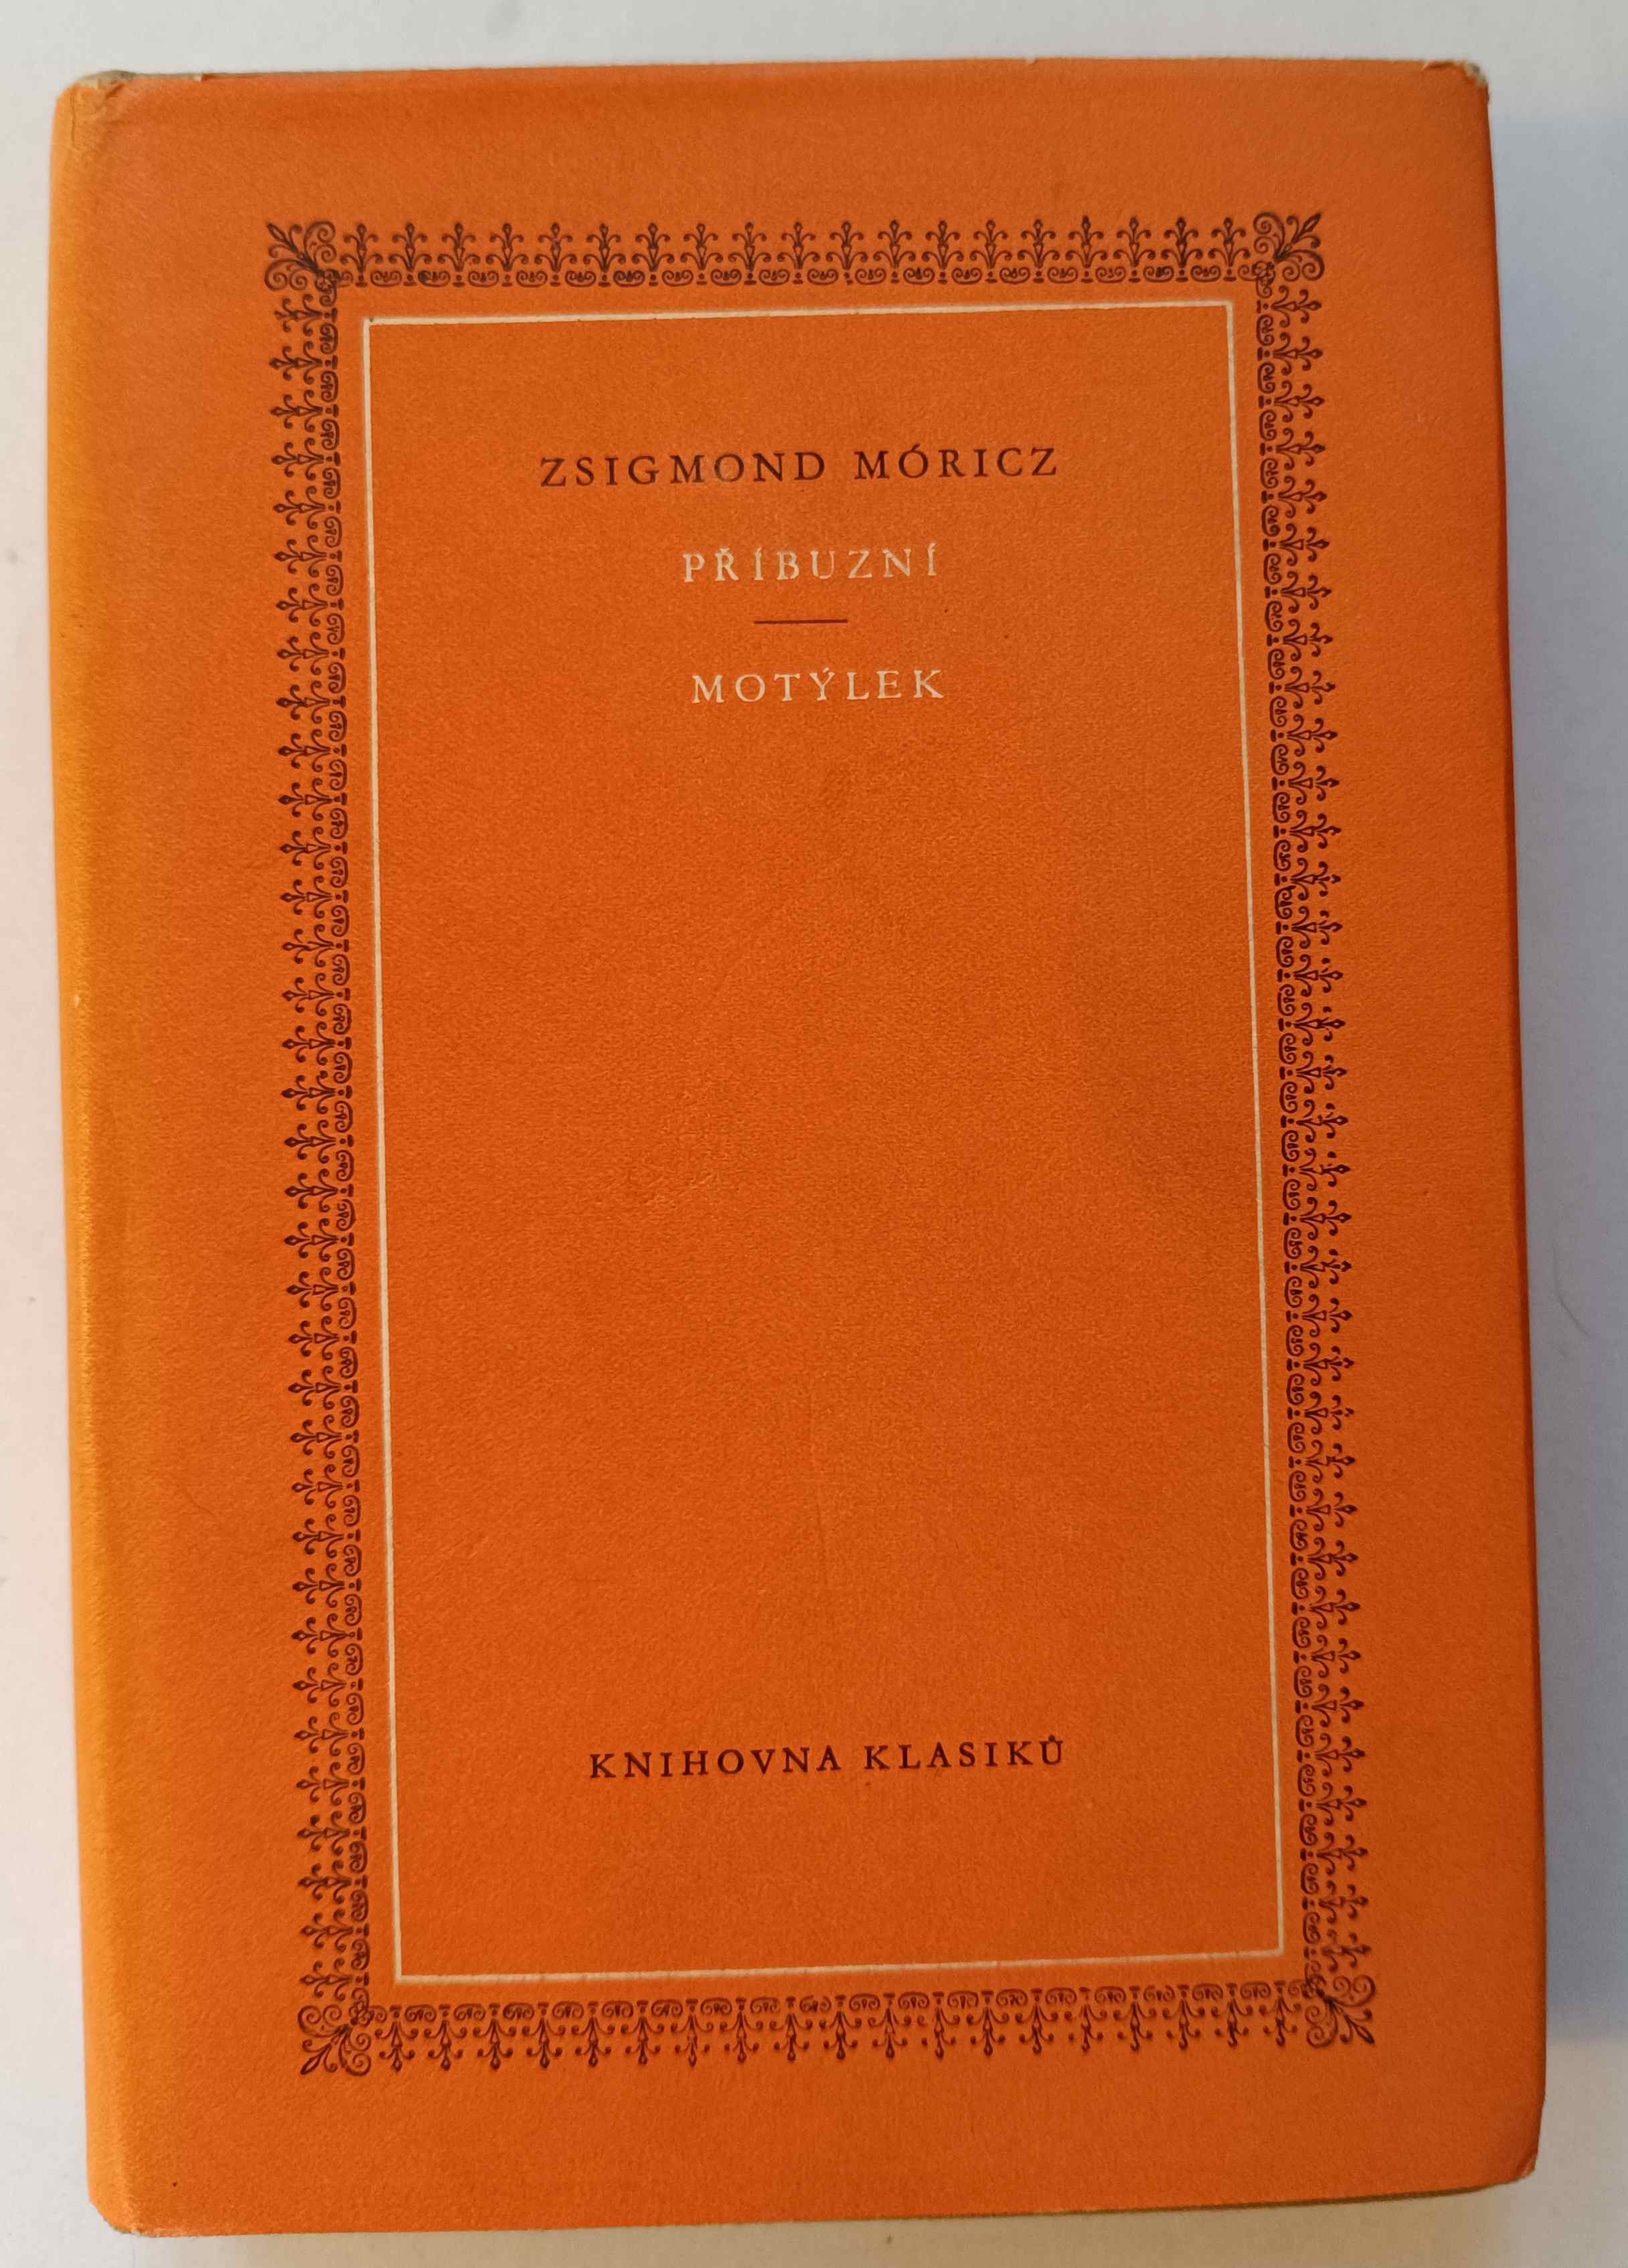 ZSIGMOND MÓRICZ
PŘÍBUZNÍ
MOTÝLEK
KNIHOVNA KLASIKŮ